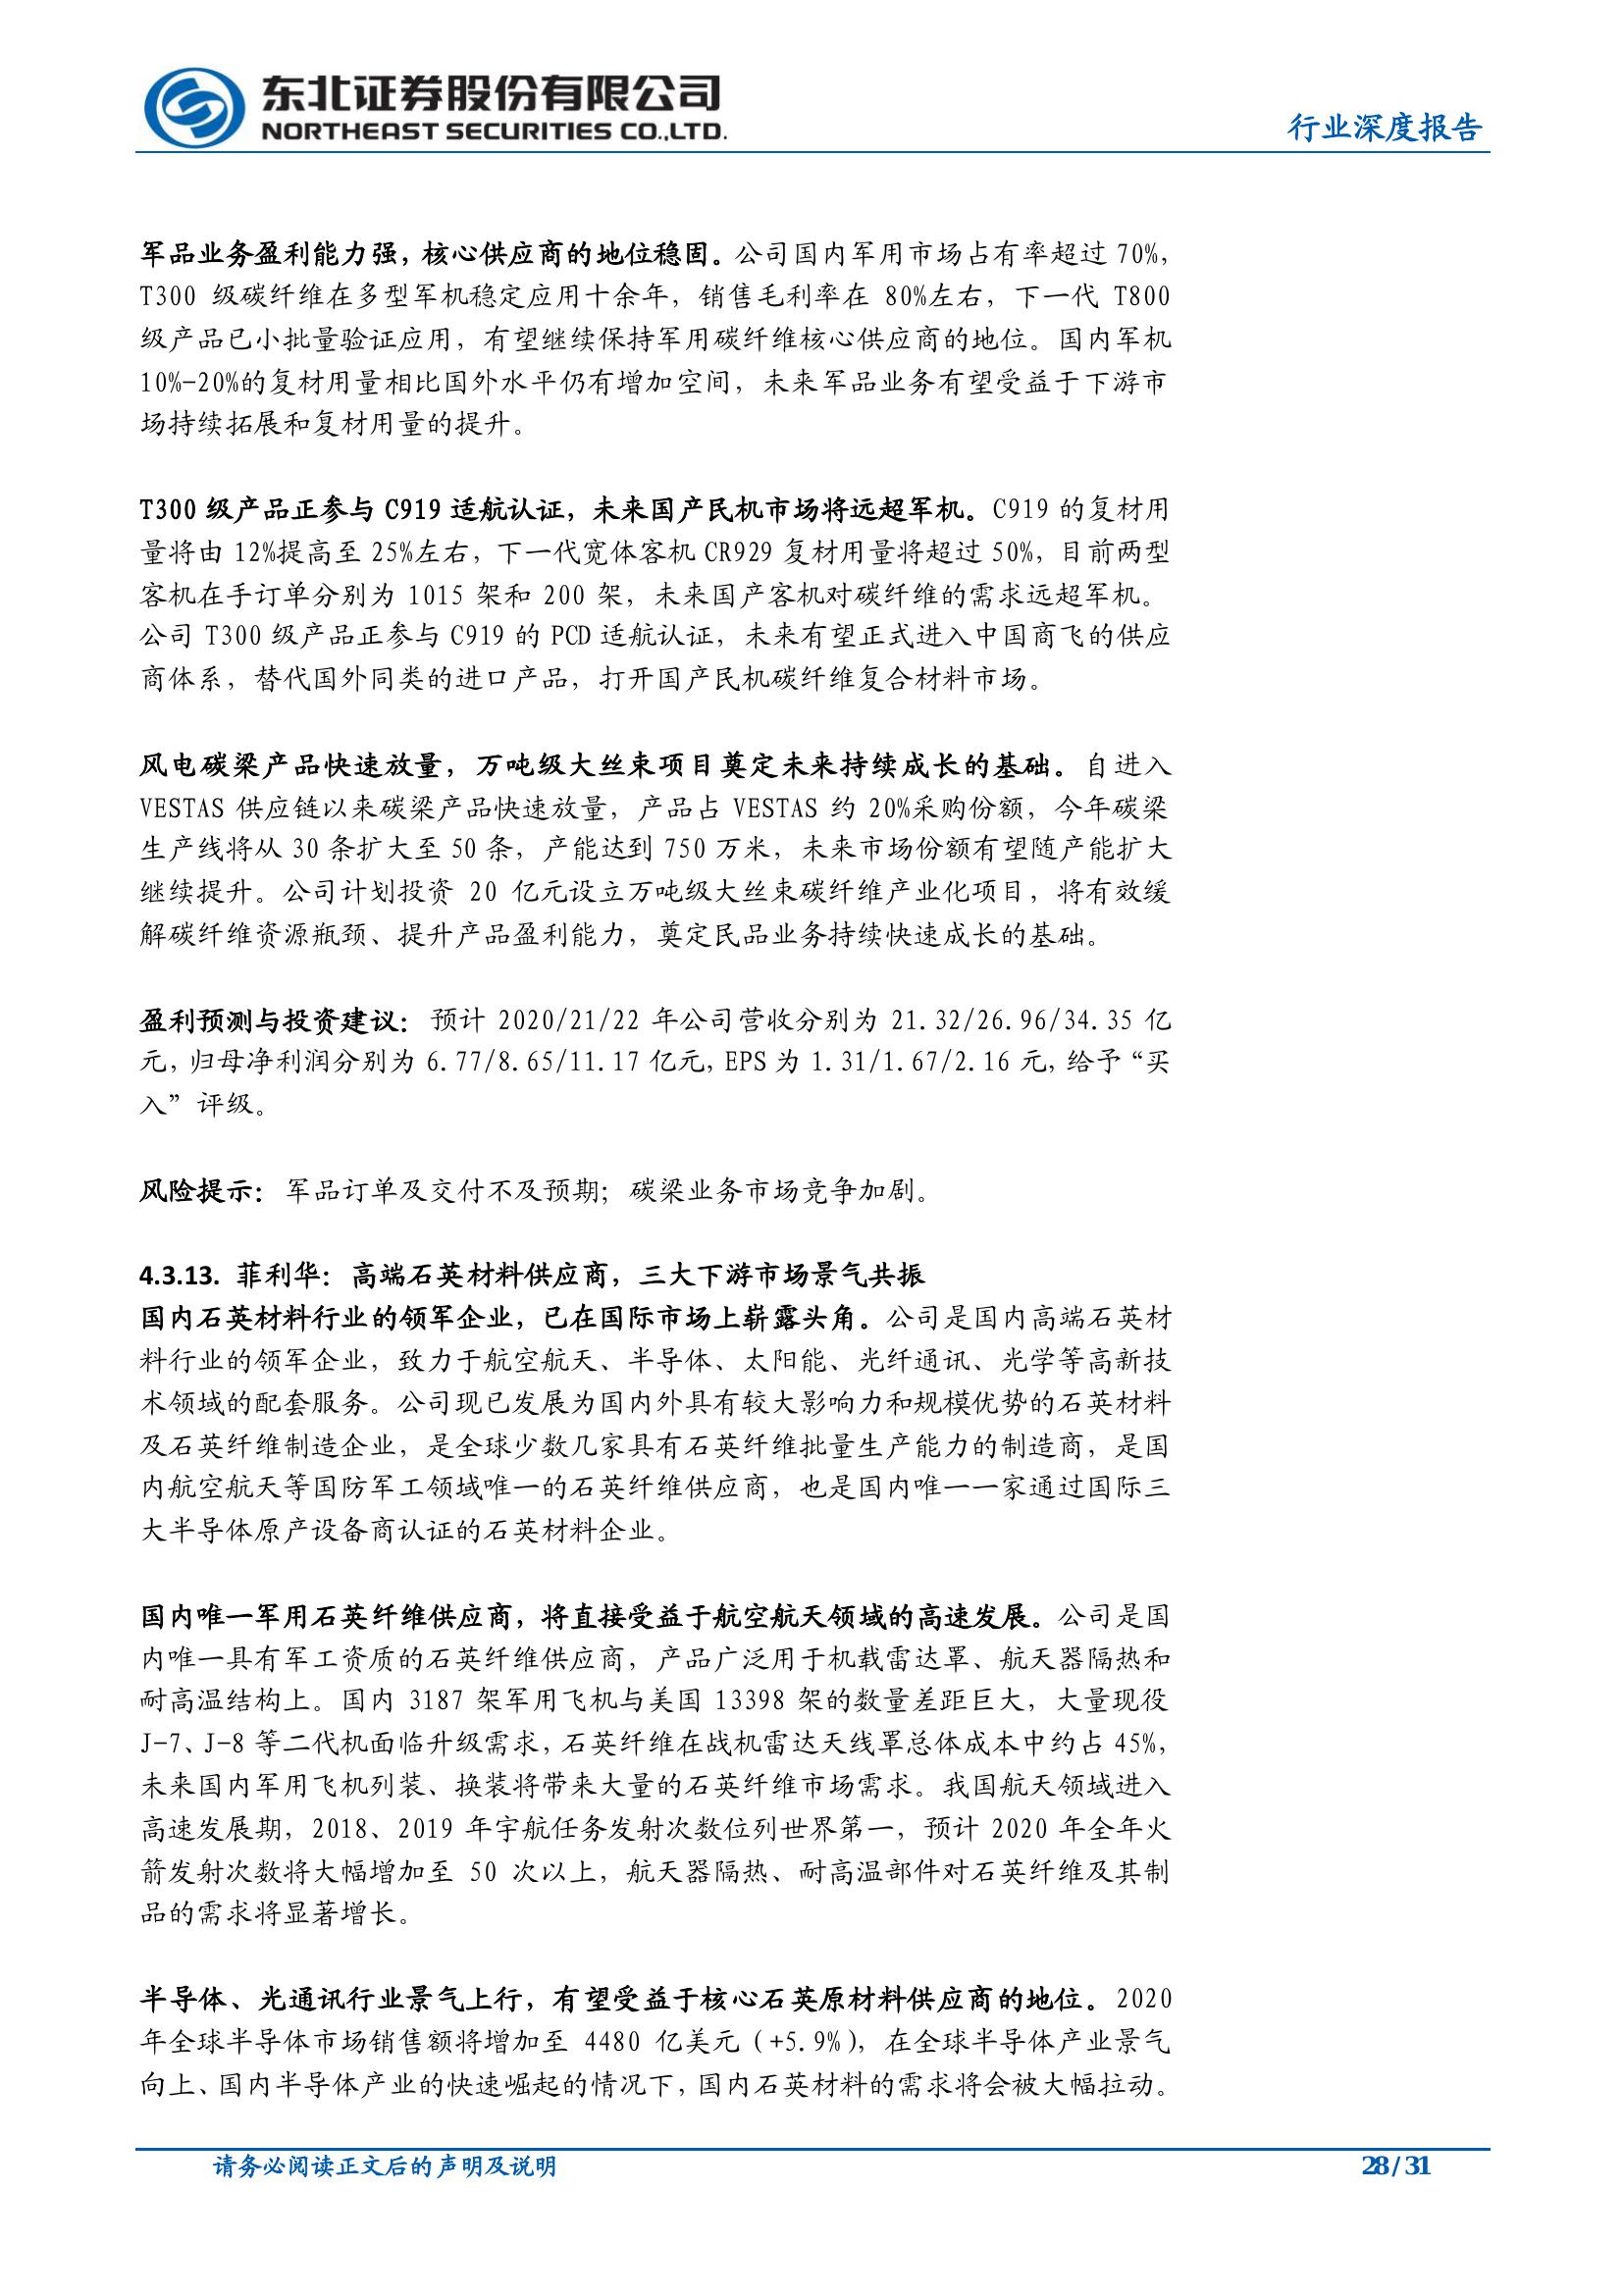 东北证券股份有限公司
NORTHEAST SECURITIES CO.,LTD.
行业深度报告
军品业务盈利能力强，核心供应商的地位稳固。公司国内军用市场占有率超过 70%，
T300 级碳纤维在多型军机稳定应用十余年，销售毛利率在 80%左右，下一代 T800
级产品已小批量验证应用，有望继续保持军用碳纤维核心供应商的地位。国内军机
10%-20%的复材用量相比国外水平仍有增加空间，未来军品业务有望受益于下游市
场持续拓展和复材用量的提升。
T300 级产品正参与 C919 适航认证，未来国产民机市场将远超军机。C919 的复材用
量将由 12%提高至 25%左右，下一代宽体客机 CR929 复材用量将超过 50%，目前两型
客机在手订单分别为 1015 架和 200 架，未来国产客机对碳纤维的需求远超军机。
公司 T300 级产品正参与 C919 的 PCD 适航认证，未来有望正式进入中国商飞的供应
商体系，替代国外同类的进口产品，打开国产民机碳纤维复合材料市场。
风电碳梁产品快速放量，万吨级大丝束项目奠定未来持续成长的基础。自进入
VESTAS 供应链以来碳梁产品快速放量，产品占 VESTAS 约 20%采购份额，今年碳梁
生产线将从 30 条扩大至 50 条，产能达到 750 万米，未来市场份额有望随产能扩大
继续提升。公司计划投资 20 亿元设立万吨级大丝束碳纤维产业化项目，将有效缓
解碳纤维资源瓶颈、提升产品盈利能力，奠定民品业务持续快速成长的基础。
盈利预测与投资建议：预计 2020/21/22 年公司营收分别为 21.32/26.96/34.35 亿
元，归母净利润分别为 6.77/8.65/11.17 亿元，EPS 为 1.31/1.67/2.16 元，给予“买
入”评级。
风险提示：军品订单及交付不及预期；碳梁业务市场竞争加剧。
4.3.13. 菲利华：高端石英材料供应商，三大下游市场景气共振
国内石英材料行业的领军企业，已在国际市场上崭露头角。公司是国内高端石英材
料行业的领军企业，致力于航空航天、半导体、太阳能、光纤通讯、光学等高新技
术领域的配套服务。公司现已发展为国内外具有较大影响力和规模优势的石英材料
及石英纤维制造企业，是全球少数几家具有石英纤维批量生产能力的制造商，是国
内航空航天等国防军工领域唯一的石英纤维供应商，也是国内唯一一家通过国际三
大半导体原产设备商认证的石英材料企业。
国内唯一军用石英纤维供应商，将直接受益于航空航天领域的高速发展。公司是国
内唯一具有军工资质的石英纤维供应商，产品广泛用于机载雷达罩、航天器隔热和
耐高温结构上。国内 3187 架军用飞机与美国 13398 架的数量差距巨大，大量现役
J-7、J-8 等二代机面临升级需求，石英纤维在战机雷达天线罩总体成本中约占 45%，
未来国内军用飞机列装、换装将带来大量的石英纤维市场需求。我国航天领域进入
高速发展期，2018、2019 年宇航任务发射次数位列世界第一，预计 2020 年全年火
箭发射次数将大幅增加至 50 次以上，航天器隔热、耐高温部件对石英纤维及其制
品的需求将显著增长。
半导体、光通讯行业景气上行，有望受益于核心石英原材料供应商的地位。2020
年全球半导体市场销售额将增加至 4480 亿美元（+5.9%），在全球半导体产业景气
向上、国内半导体产业的快速崛起的情况下，国内石英材料的需求将会被大幅拉动。
请务必阅读正文后的声明及说明
28/31